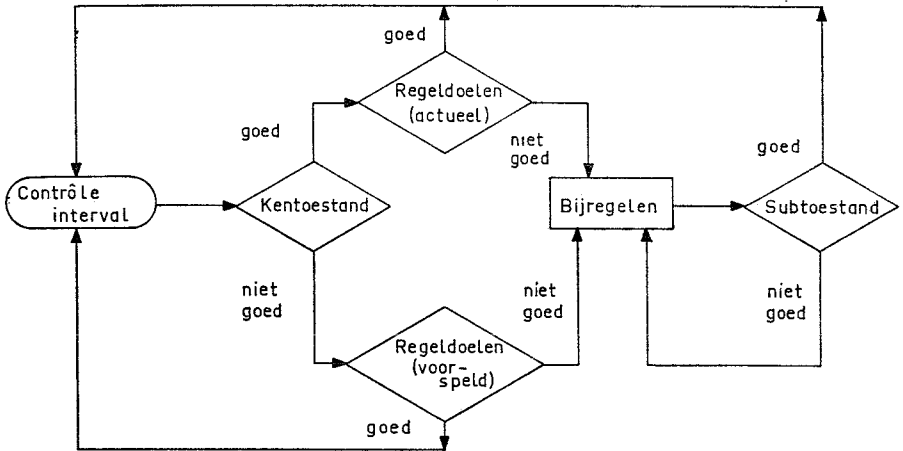 goed
Regeldoelen
(actueel)
goed
niet
goed
goed
Contrôle
interval
Kentoestand
Bijregelen
Subtoestand
niet
goed
niet
goed
niet
goed
Regeldoelen
(voor-
speld)
goed